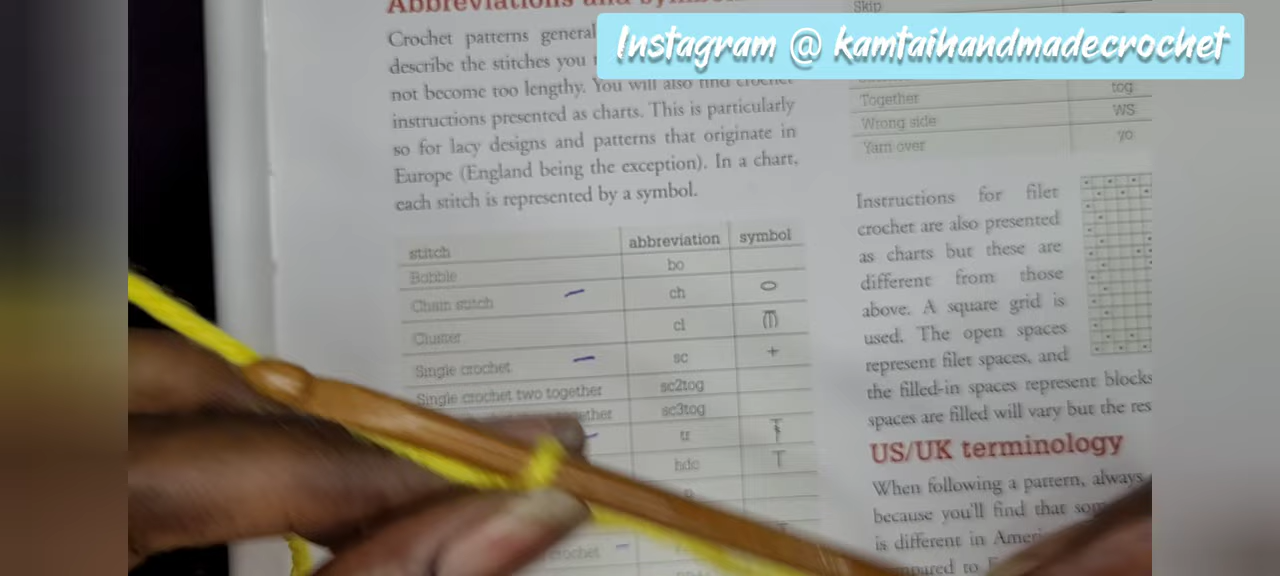 Abbreviations and
Crochet patterns
describe the stitches you
not become too lengthy. You will also find crochet
instructions presented as charts. This is particularly
so for lacy designs and patterns that originate in
Europe (England being the exception). In a chart,
each stitch is represented by a symbol.
stitch abbreviation symbol
Bobble bo
Chain stitch ch
Cluster cl
Single crochet sc
Single crochet two together sc2tog
together sc3tog
tr
hdc
crochet
Instagram @ kamtaihandmadecrochet
Skip
Together tog
Wrong side WS
Yarn over yo
Instructions for filet
crochet are also presented
as charts but these are
different from those
above. A square grid is
used. The open spaces
represent filet spaces, and
the filled-in spaces represent blocks
spaces are filled will vary but the
US/UK terminology
When following a pattern, always
because you'll find that
is different in